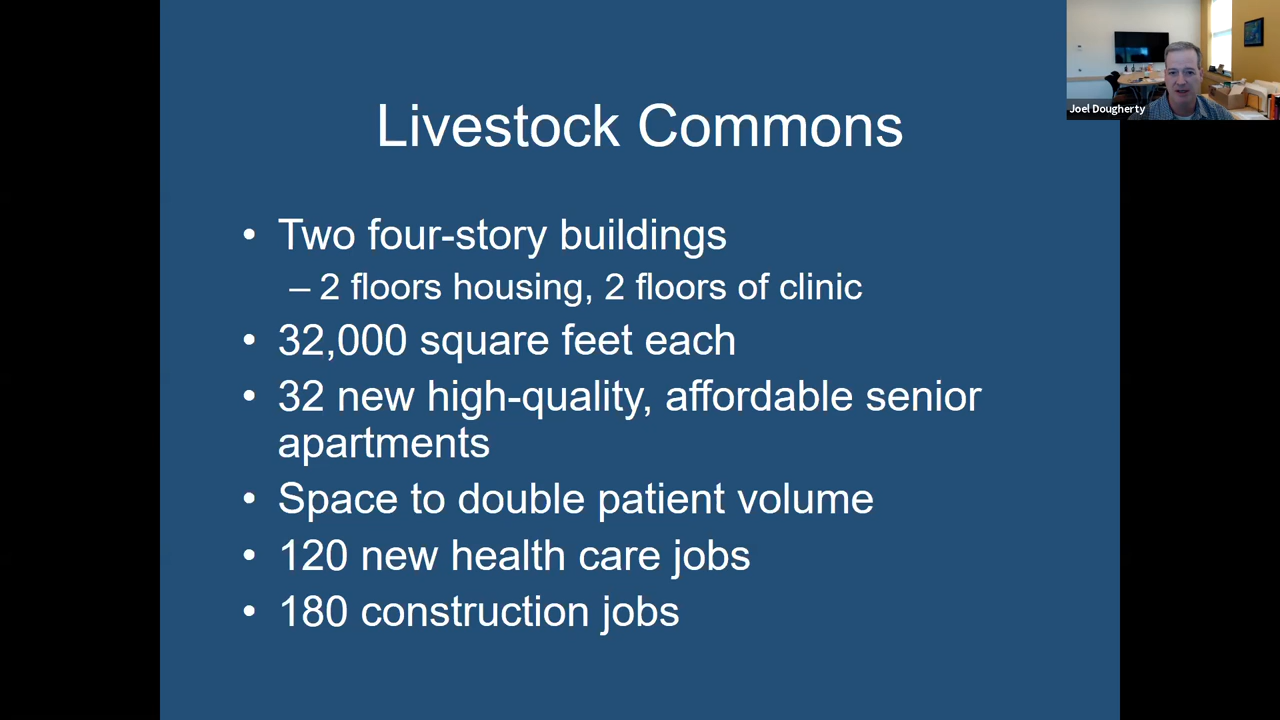 Livestock Commons
• Two four-story buildings
– 2 floors housing, 2 floors of clinic
• 32,000 square feet each
• 32 new high-quality, affordable senior
apartments
• Space to double patient volume
• 120 new health care jobs
• 180 construction jobs
Joel Dougherty